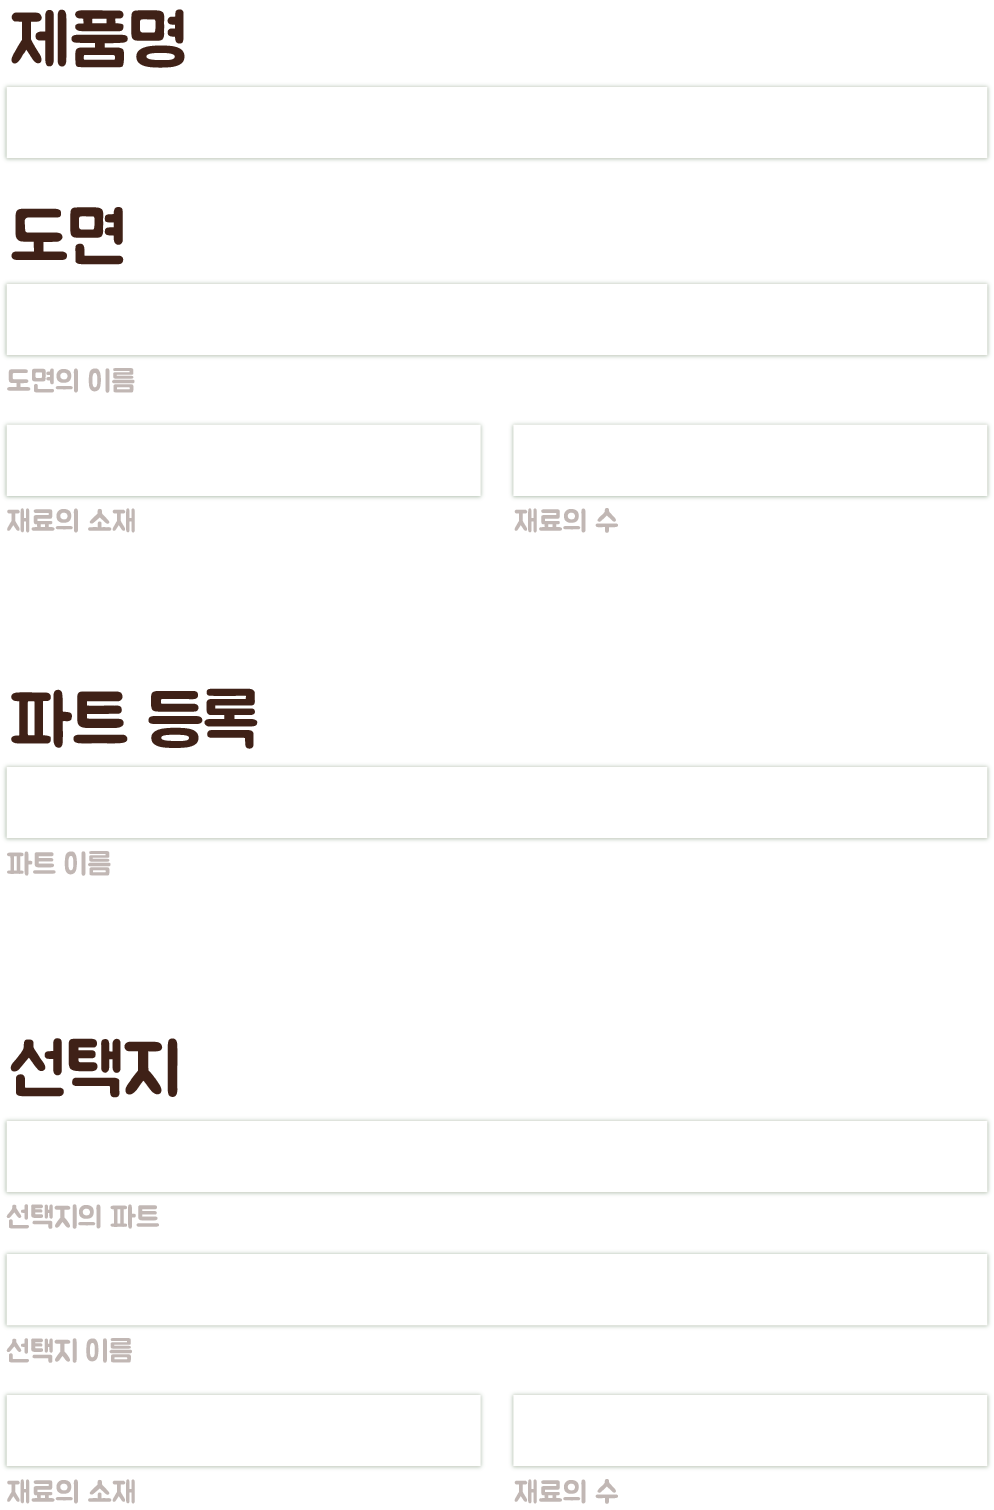 제품명
도면
도면의 이름
재료의 소재 재료의 수
파트 등록
파트 이름
선택지
선택지의 파트
선택지 이름
재료의 소재 재료의 수